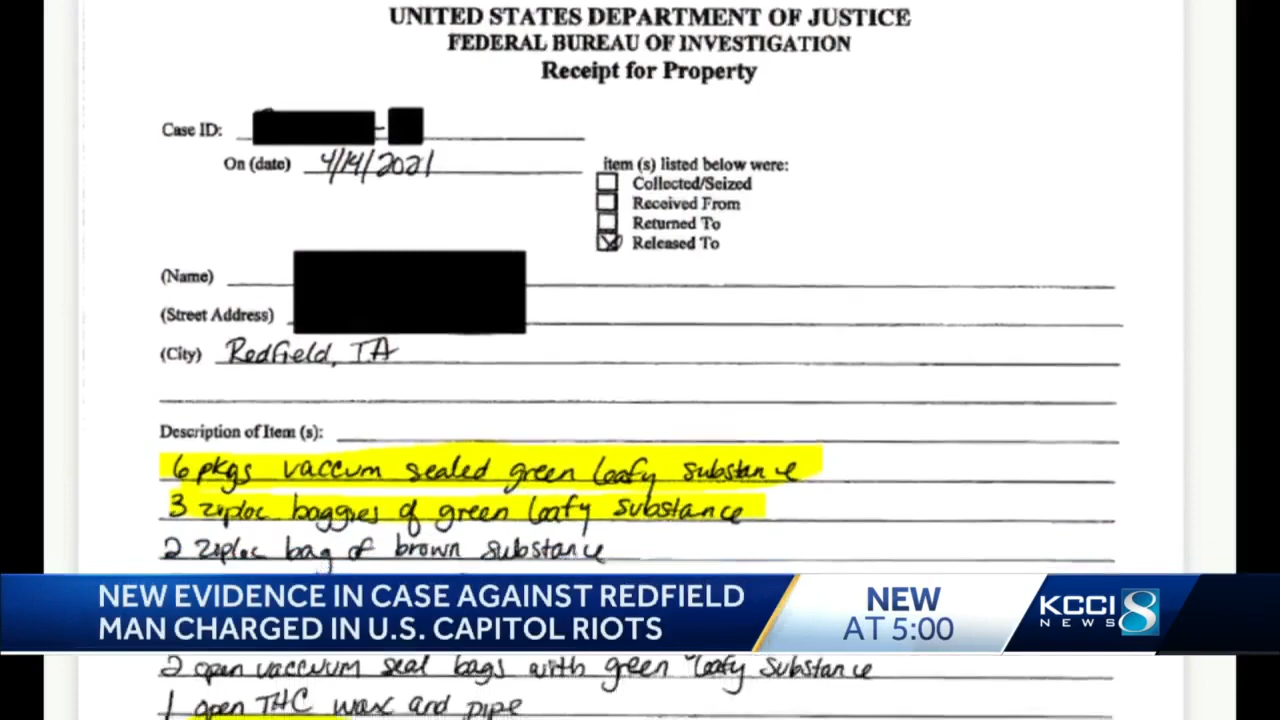 UNITED STATES DEPARTMENT OF JUSTICE
FEDERAL BUREAU OF INVESTIGATION
Receipt for Property
Case ID:
On (date) 4/14/2021
item (s) listed below were:
Collected/Seized
Received From
Returned To
Released To
(Name)
(Street Address)
(City) Redfield, IA
Description of Item (s):
6 pkgs vaccum sealed green leafy substance
3 ziploc baggies of green leafy substance
2 ziploc bag of brown substance
NEW EVIDENCE IN CASE AGAINST REDFIELD
MAN CHARGED IN U.S. CAPITOL RIOTS
NEW
AT 5:00
KCCI 8
NEWS
2 open vaccuum seal bags with green leafy substance
1 open THC wax and pipe